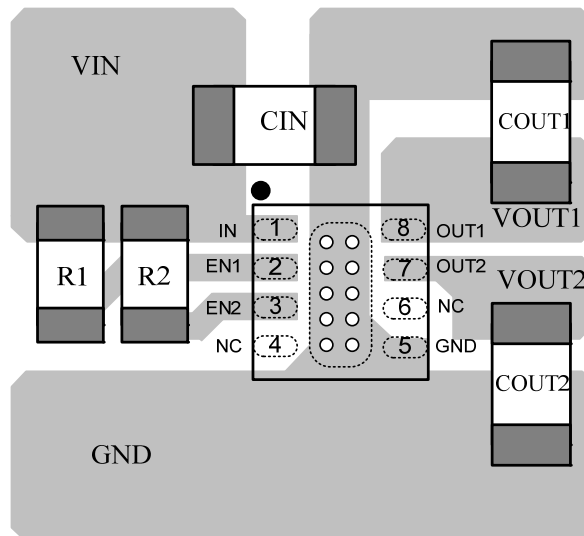 VIN
CIN
COUT1
IN 1 8 OUT1
VOUT1
R1 R2
EN1 2 7 OUT2
VOUT2
EN2 3 6 NC
NC 4 5 GND
COUT2
GND